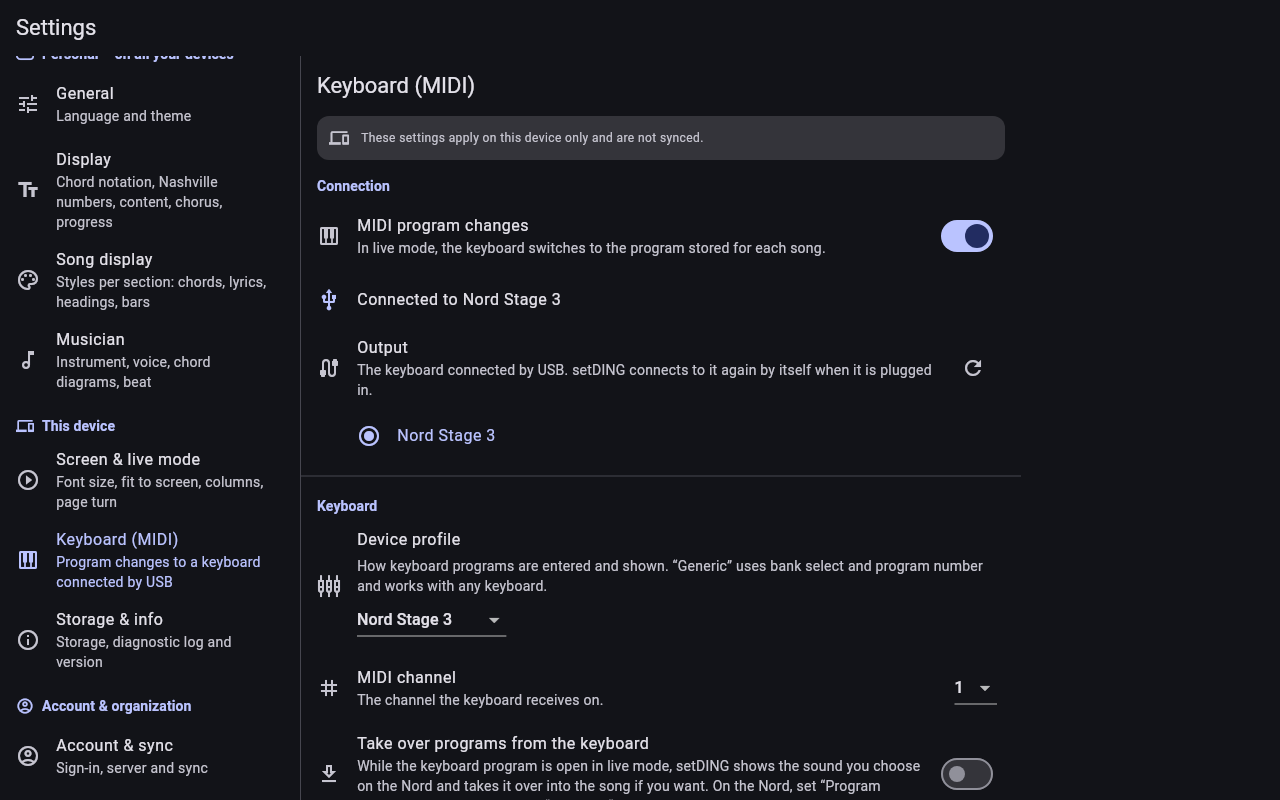 Settings
Personal – on all your devices
General
Language and theme
Display
Chord notation, Nashville
numbers, content, chorus,
progress
Song display
Styles per section: chords, lyrics,
headings, bars
Musician
Instrument, voice, chord
diagrams, beat
This device
Screen & live mode
Font size, fit to screen, columns,
page turn
Keyboard (MIDI)
Program changes to a keyboard
connected by USB
Storage & info
Storage, diagnostic log and
version
Account & organization
Account & sync
Sign-in, server and sync
Keyboard (MIDI)
These settings apply on this device only and are not synced.
Connection
MIDI program changes
In live mode, the keyboard switches to the program stored for each song.
Connected to Nord Stage 3
Output
The keyboard connected by USB. setDING connects to it again by itself when it is plugged
in.
Nord Stage 3
Keyboard
Device profile
How keyboard programs are entered and shown. “Generic” uses bank select and program number
and works with any keyboard.
Nord Stage 3
MIDI channel
The channel the keyboard receives on.
1
Take over programs from the keyboard
While the keyboard program is open in live mode, setDING shows the sound you choose
on the Nord and takes it over into the song if you want. On the Nord, set “Program